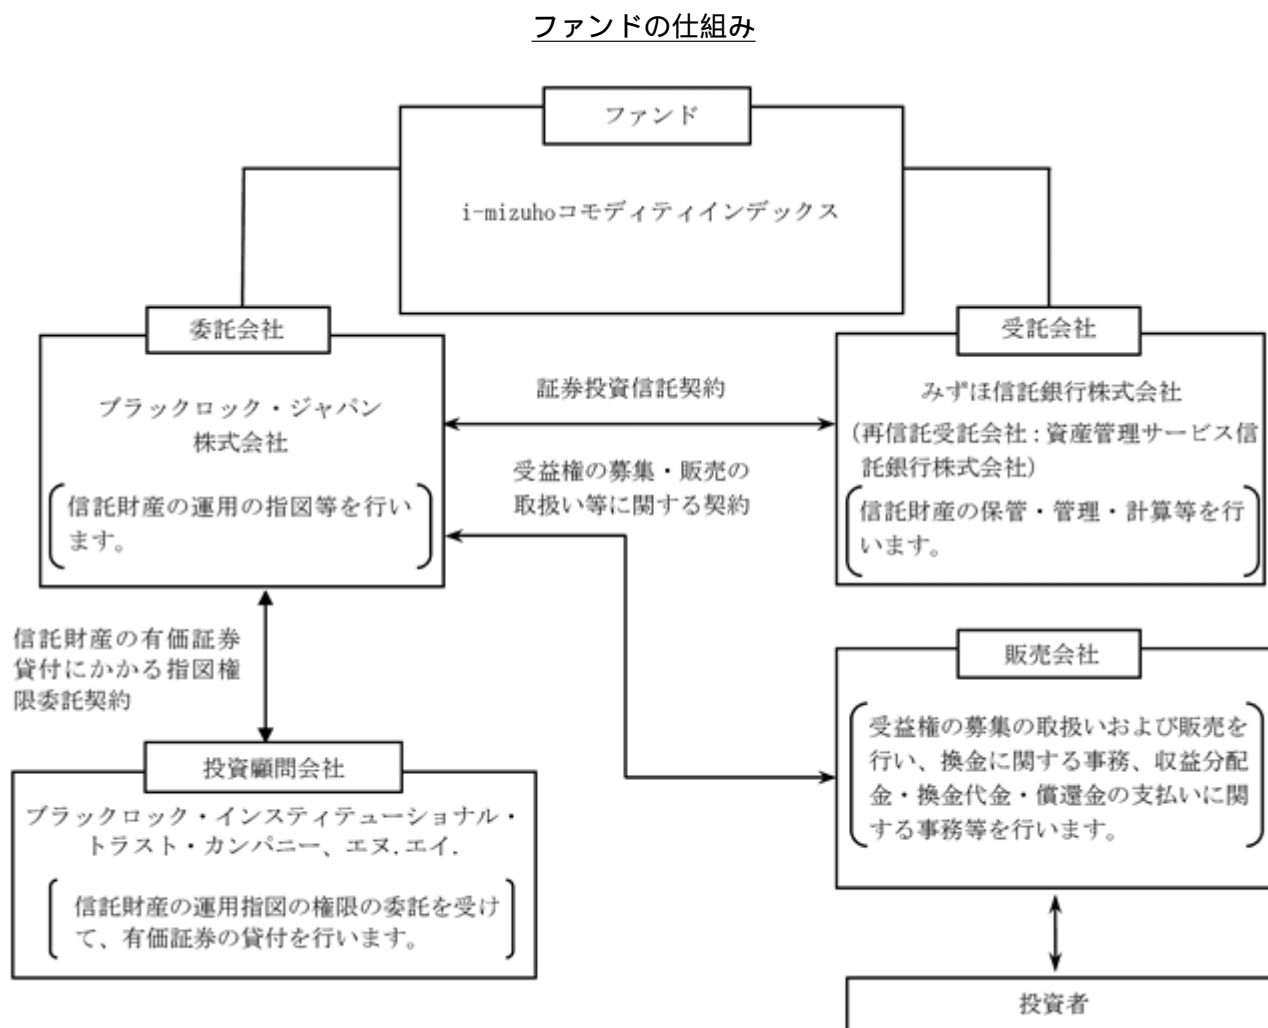 ファンドの仕組み
ファンド
i-mizuhoコモディティインデックス
委託会社
ブラックロック・ジャパン
株式会社
信託財産の運用の指図等を行い
ます。
証券投資信託契約
受益権の募集・販売の
取扱い等に関する契約
受託会社
みずほ信託銀行株式会社
(再信託受託会社:資産管理サービス信
託銀行株式会社)
信託財産の保管・管理・計算等を行
います。
信託財産の有価証券
貸付にかかる指図権
限委託契約
投資顧問会社
ブラックロック・インスティテューショナル・
トラスト・カンパニー、エヌ.エイ.
信託財産の運用指図の権限の委託を受け
て、有価証券の貸付を行います。
販売会社
受益権の募集の取扱いおよび販売を
行い、換金に関する事務、収益分配
金・換金代金・償還金の支払いに関
する事務等を行います。
投資者